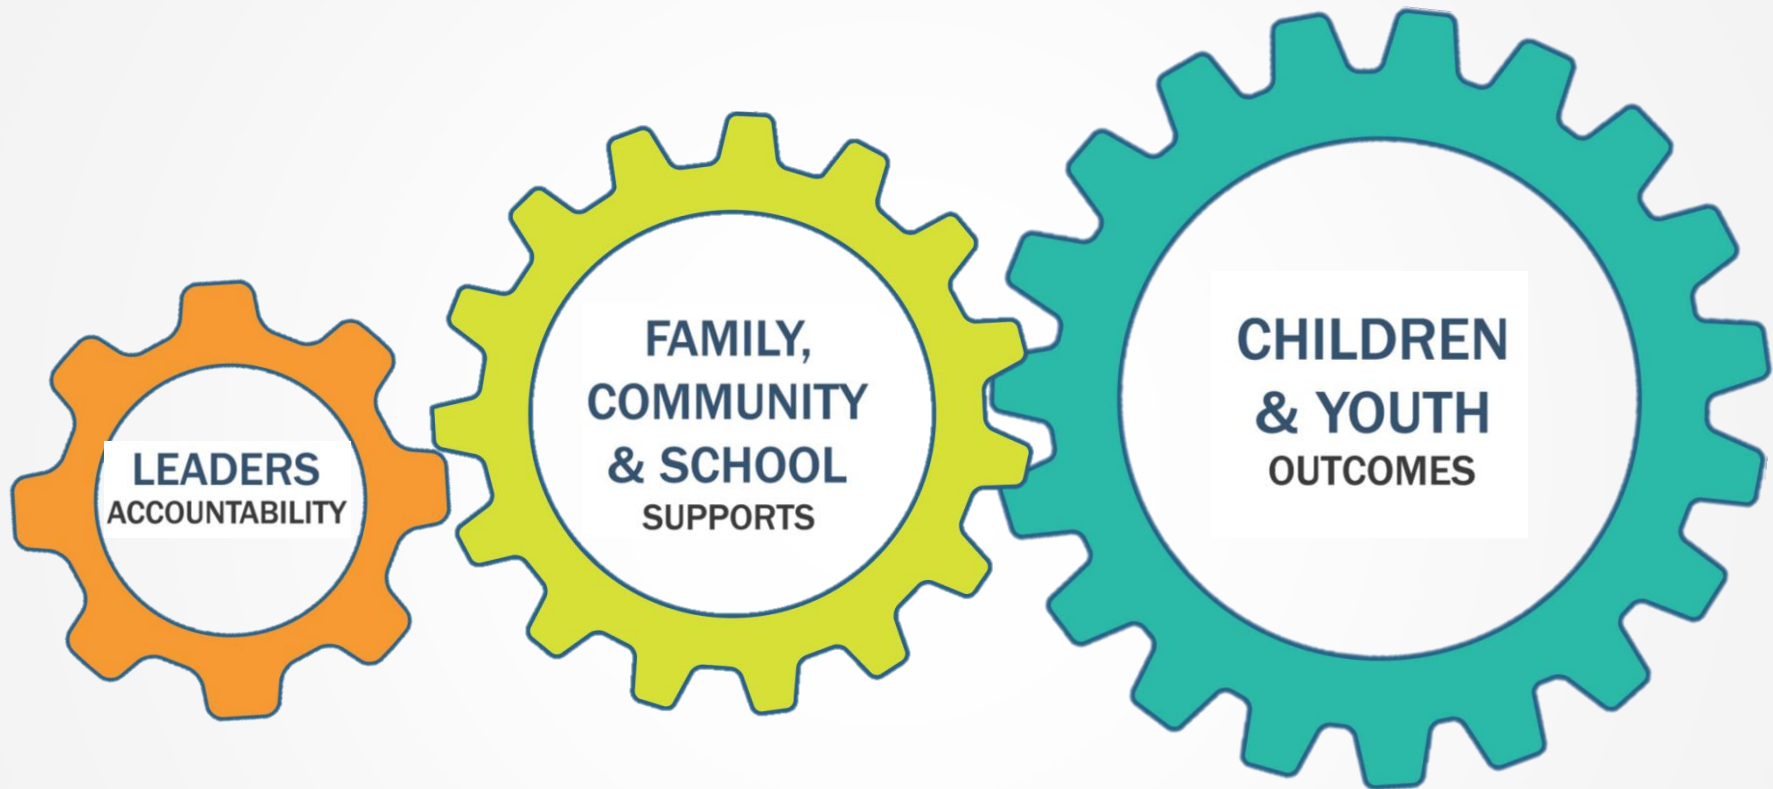 LEADERS
ACCOUNTABILITY
FAMILY,
COMMUNITY
& SCHOOL
SUPPORTS
CHILDREN
& YOUTH
OUTCOMES